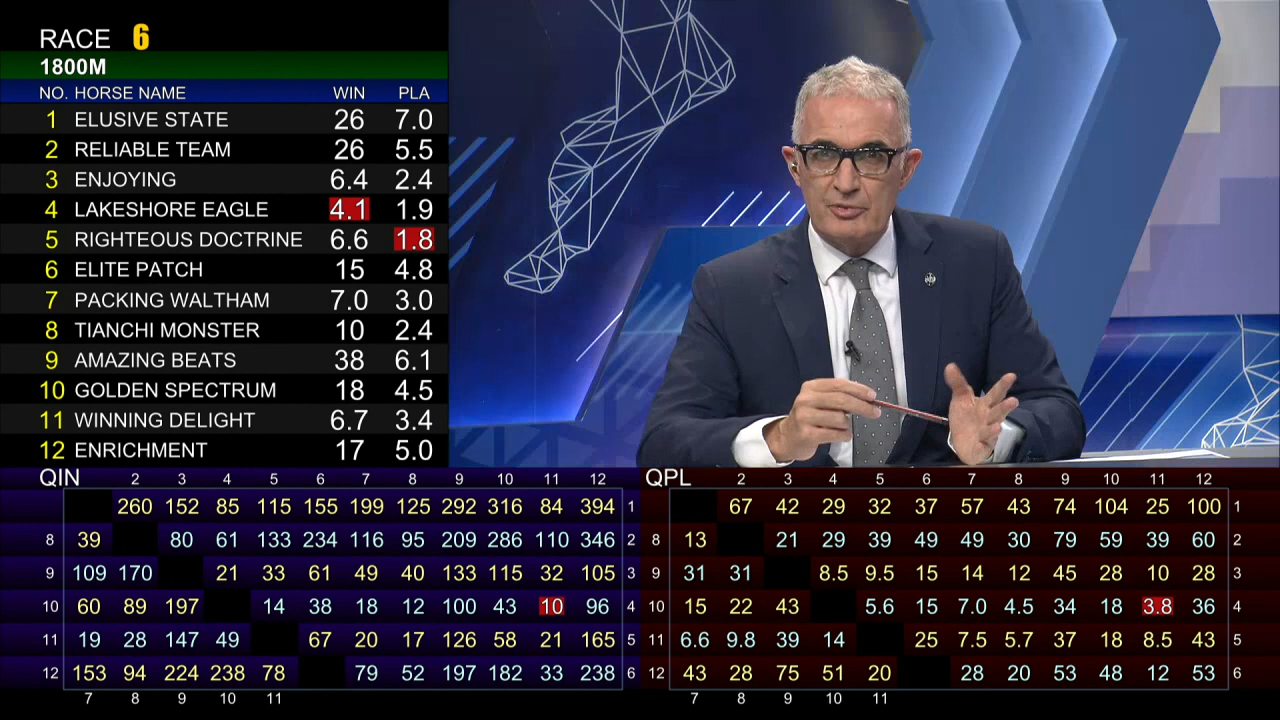 RACE 6
1800M
NO. HORSE NAME WIN PLA
1 ELUSIVE STATE 26 7.0
2 RELIABLE TEAM 26 5.5
3 ENJOYING 6.4 2.4
4 LAKESHORE EAGLE 4.1 1.9
5 RIGHTEOUS DOCTRINE 6.6 1.8
6 ELITE PATCH 15 4.8
7 PACKING WALTHAM 7.0 3.0
8 TIANCHI MONSTER 10 2.4
9 AMAZING BEATS 38 6.1
10 GOLDEN SPECTRUM 18 4.5
11 WINNING DELIGHT 6.7 3.4
12 ENRICHMENT 17 5.0
QIN 2 3 4 5 6 7 8 9 10 11 12
260 152 85 115 155 199 125 292 316 84 394 1
8 39 80 61 133 234 116 95 209 286 110 346 2
9 109 170 21 33 61 49 40 133 115 32 105 3
10 60 89 197 14 38 18 12 100 43 10 96 4
11 19 28 147 49 67 20 17 126 58 21 165 5
12 153 94 224 238 78 79 52 197 182 33 238 6
7 8 9 10 11
QPL 2 3 4 5 6 7 8 9 10 11 12
67 42 29 32 37 57 43 74 104 25 100 1
8 13 21 29 39 49 49 30 79 59 39 60 2
9 31 31 8.5 9.5 15 14 12 45 28 10 28 3
10 15 22 43 5.6 15 7.0 4.5 34 18 3.8 36 4
11 6.6 9.8 39 14 25 7.5 5.7 37 18 8.5 43 5
12 43 28 75 51 20 28 20 53 48 12 53 6
7 8 9 10 11